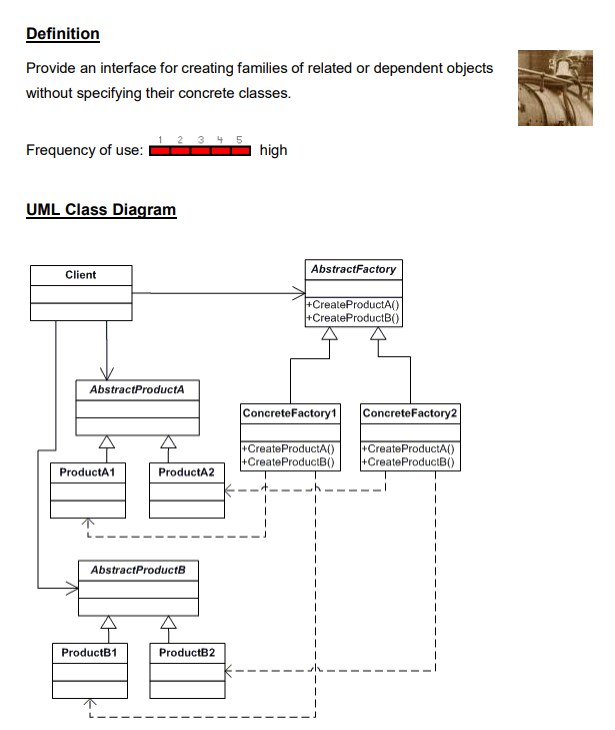 Definition
Provide an interface for creating families of related or dependent objects
without specifying their concrete classes.
1 2 3 4 5
Frequency of use: high
UML Class Diagram
Client
AbstractFactory
+CreateProductA()
+CreateProductB()
AbstractProductA
ConcreteFactory1
+CreateProductA()
+CreateProductB()
ConcreteFactory2
+CreateProductA()
+CreateProductB()
ProductA1
ProductA2
AbstractProductB
ProductB1
ProductB2